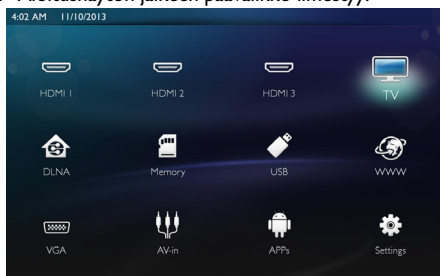 4:02 AM 11/10/2013
HDMI 1
HDMI 2
HDMI 3
TV
DLNA
Memory
USB
WWW
VGA
AV-in
APPs
Settings